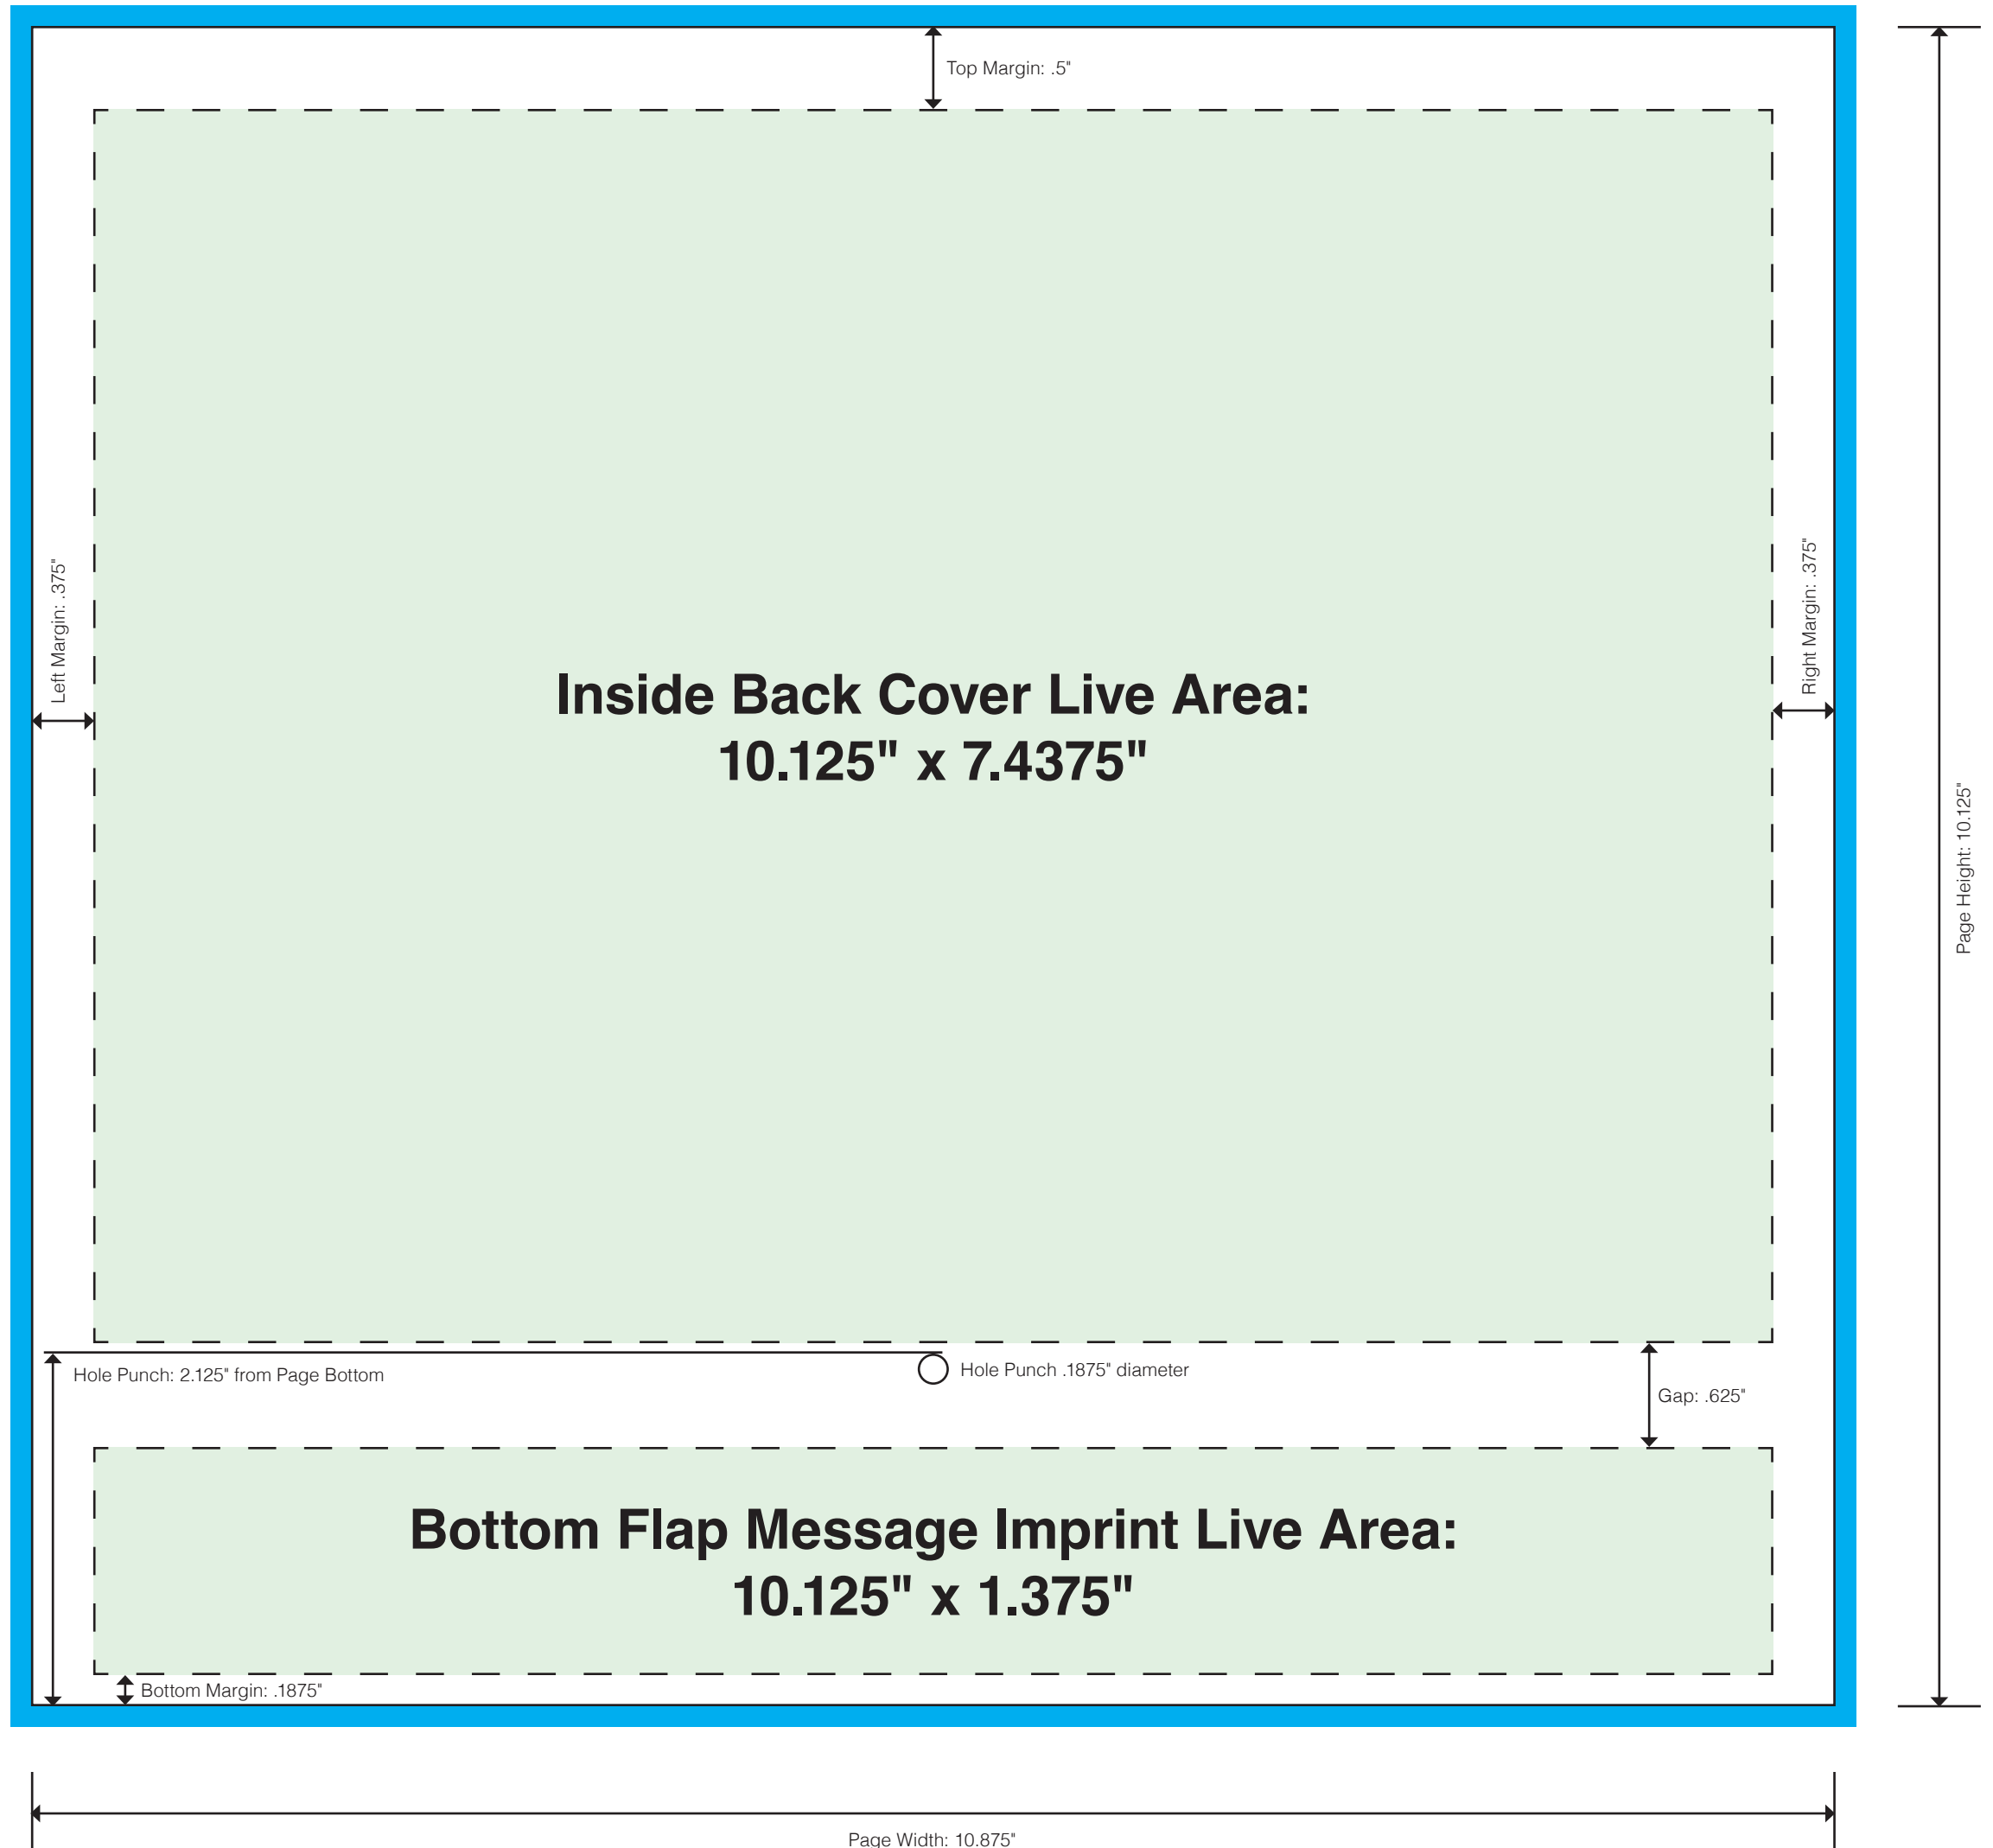 Top Margin: .5"
Left Margin: .375"
Right Margin: .375"
Inside Back Cover Live Area:
10.125" x 7.4375"
Page Height: 10.125"
Hole Punch: 2.125" from Page Bottom
Hole Punch .1875" diameter
Gap: .625"
Bottom Flap Message Imprint Live Area:
10.125" x 1.375"
Bottom Margin: .1875"
Page Width: 10.875"